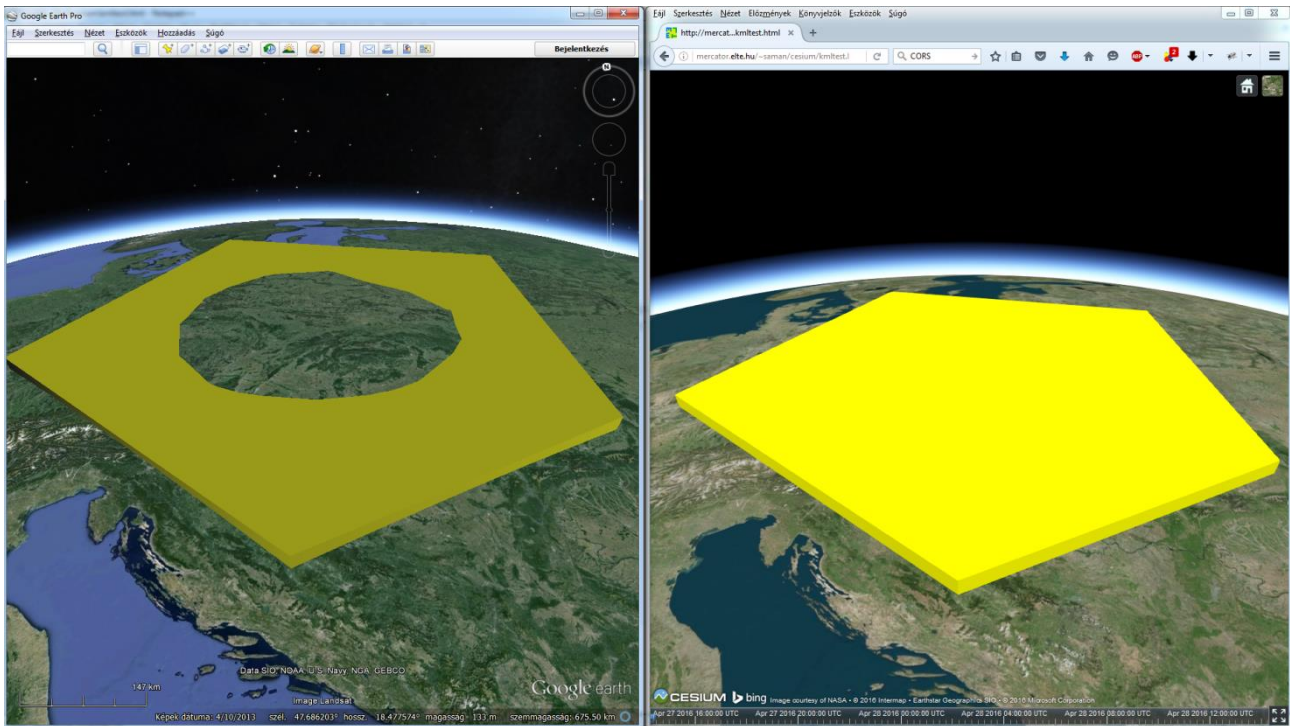 Google Earth Pro
Fájl Szerkesztés Nézet Eszközök Hozzáadás Súgó
Bejelentkezés
N
Data SIO, NOAA, U.S. Navy, NGA, GEBCO
147 km
Image Landsat
Google earth
Képek dátuma: 4/10/2013 szél. 47.686203° hossz. 18.477574° magasság 133 m szemmagasság: 675.50 km
Fájl Szerkesztés Nézet Előzmények Könyvjelzők Eszközök Súgó
http://mercat...kmltest.html × +
mercator.elte.hu/~saman/cesium/kmltest.l
CORS
ABP
2
CESIUM bing Image courtesy of NASA • © 2016 Intermap • Earthstar Geographics SIO • © 2016 Microsoft Corporation
Apr 27 2016 16:00:00 UTC Apr 27 2016 20:00:00 UTC Apr 28 2016 00:00:00 UTC Apr 28 2016 04:00:00 UTC Apr 28 2016 08:00:00 UTC Apr 28 2016 12:00:00 UTC